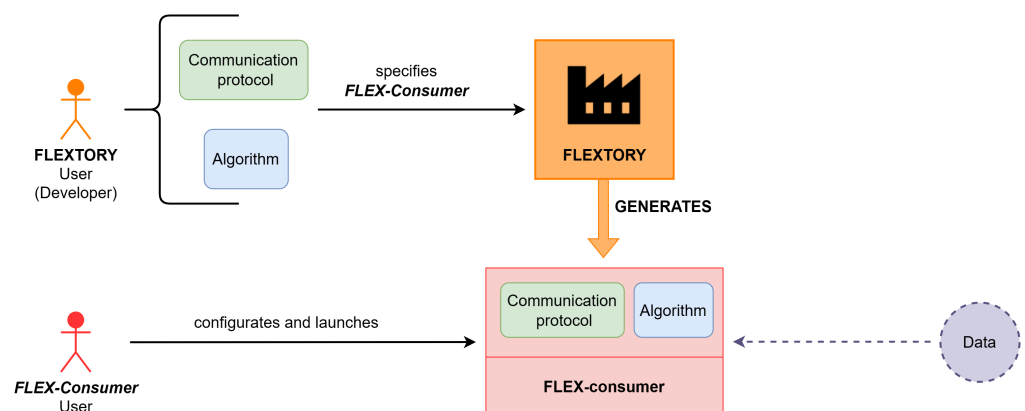 Communication
protocol
specifies
FLEX-Consumer
Algorithm
FLEXTORY
User
(Developer)
FLEXTORY
GENERATES
Communication
protocol
Algorithm
configurates and launches
Data
FLEX-Consumer
User
FLEX-consumer